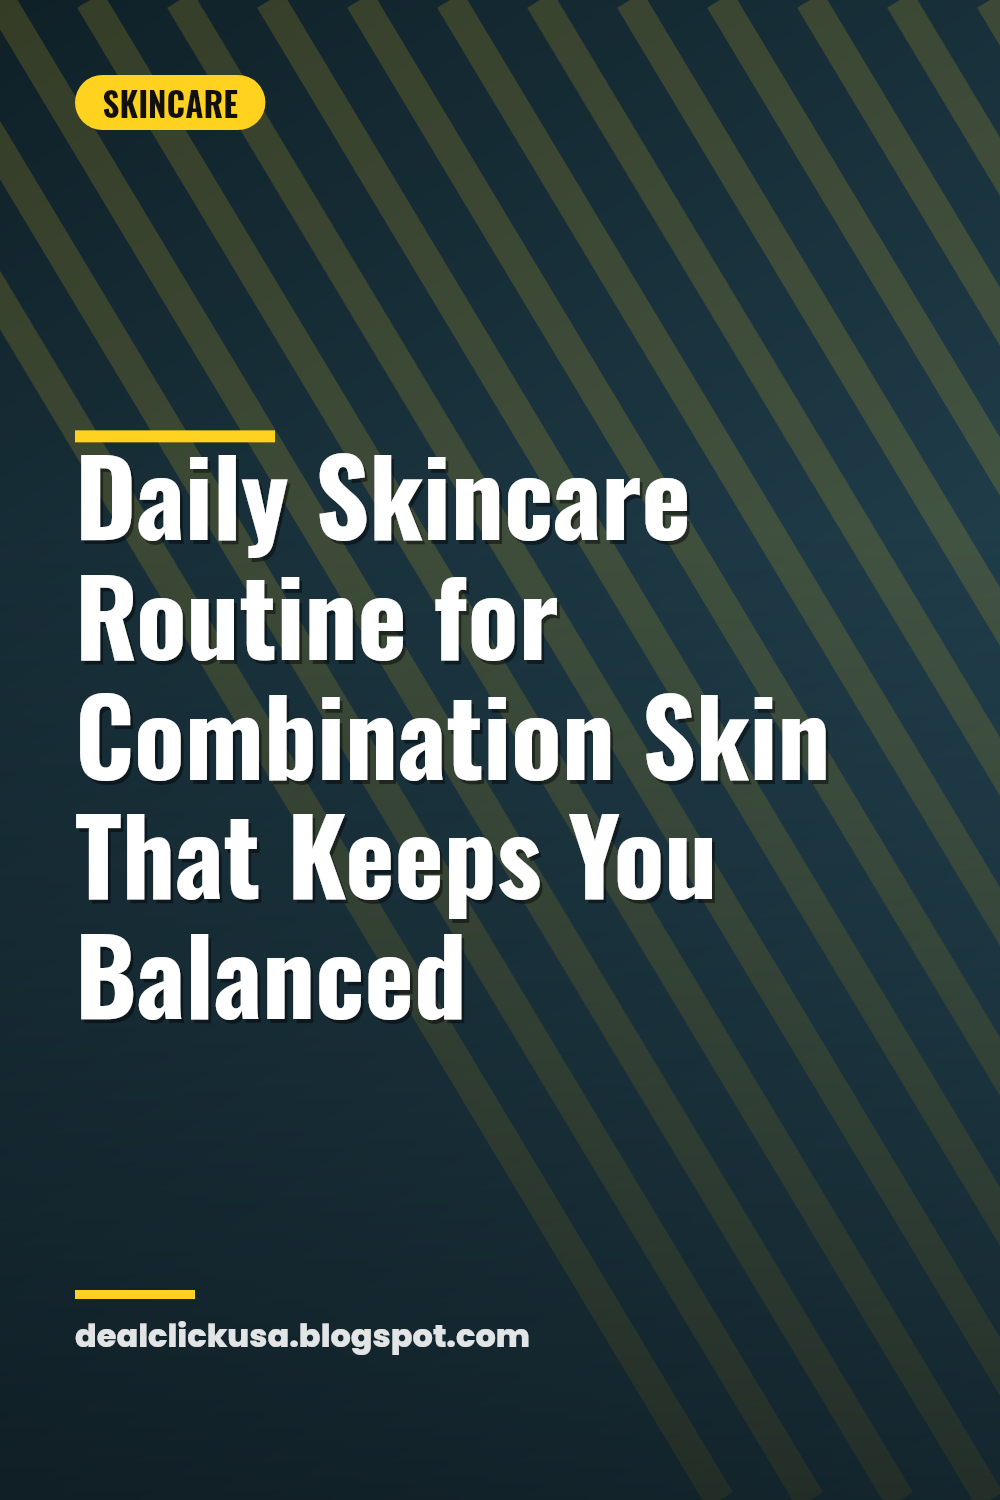 SKINCARE
Daily Skincare
Routine for
Combination Skin
That Keeps You
Balanced
dealclickusa.blogspot.com